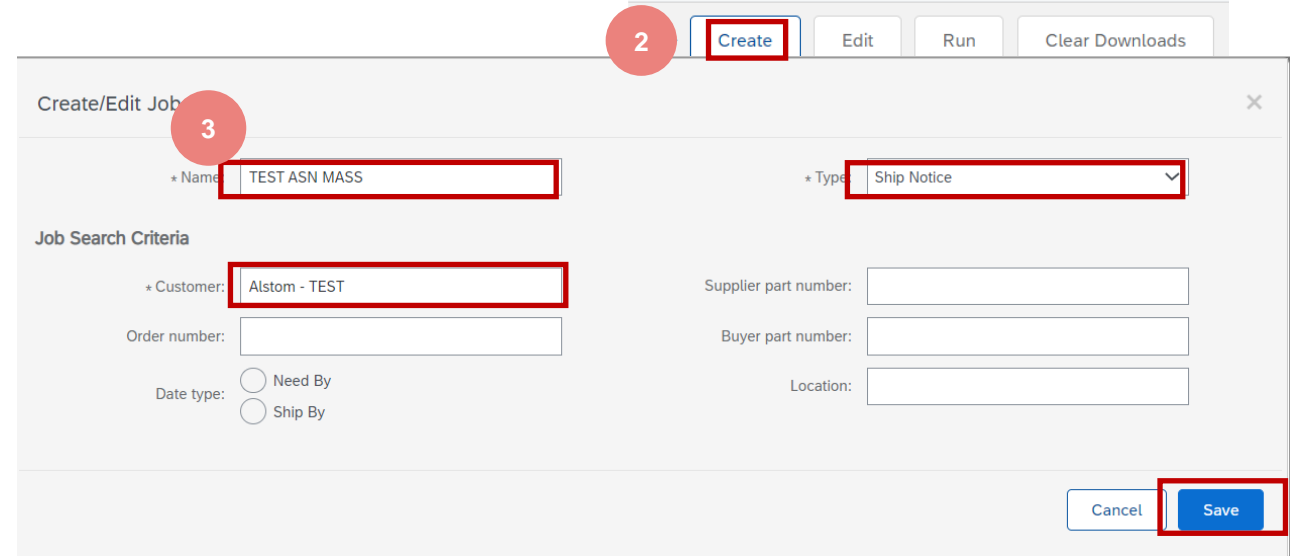 2 Create Edit Run Clear Downloads
Create/Edit Job ×
3
* Name: TEST ASN MASS * Type: Ship Notice
Job Search Criteria
* Customer: Alstom - TEST Supplier part number:
Order number: Buyer part number:
Date type: Need By Location:
Ship By
Cancel Save